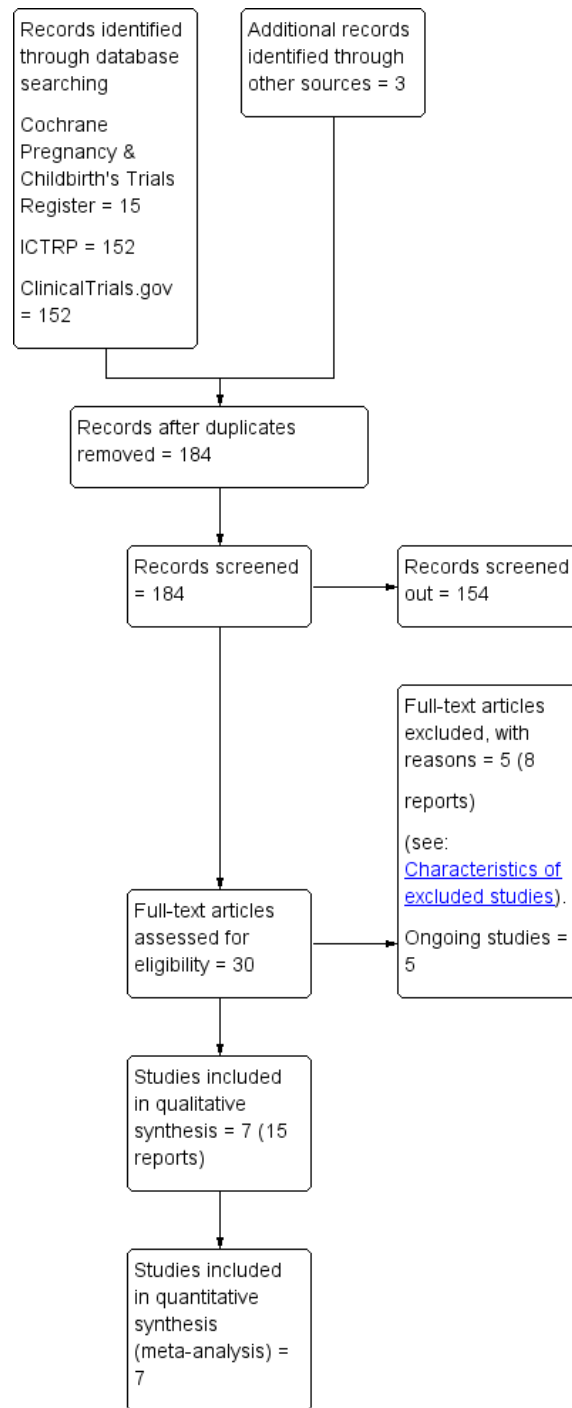 Records identified
through database
searching
Cochrane
Pregnancy &
Childbirth's Trials
Register = 15
ICTRP = 152
ClinicalTrials.gov
= 152
Additional records
identified through
other sources = 3
Records after duplicates
removed = 184
Records screened
= 184
Records screened
out = 154
Full-text articles
excluded, with
reasons = 5 (8
reports)
(see:
Characteristics of
excluded studies).
Ongoing studies =
5
Full-text articles
assessed for
eligibility = 30
Studies included
in qualitative
synthesis = 7 (15
reports)
Studies included
in quantitative
synthesis
(meta-analysis) =
7